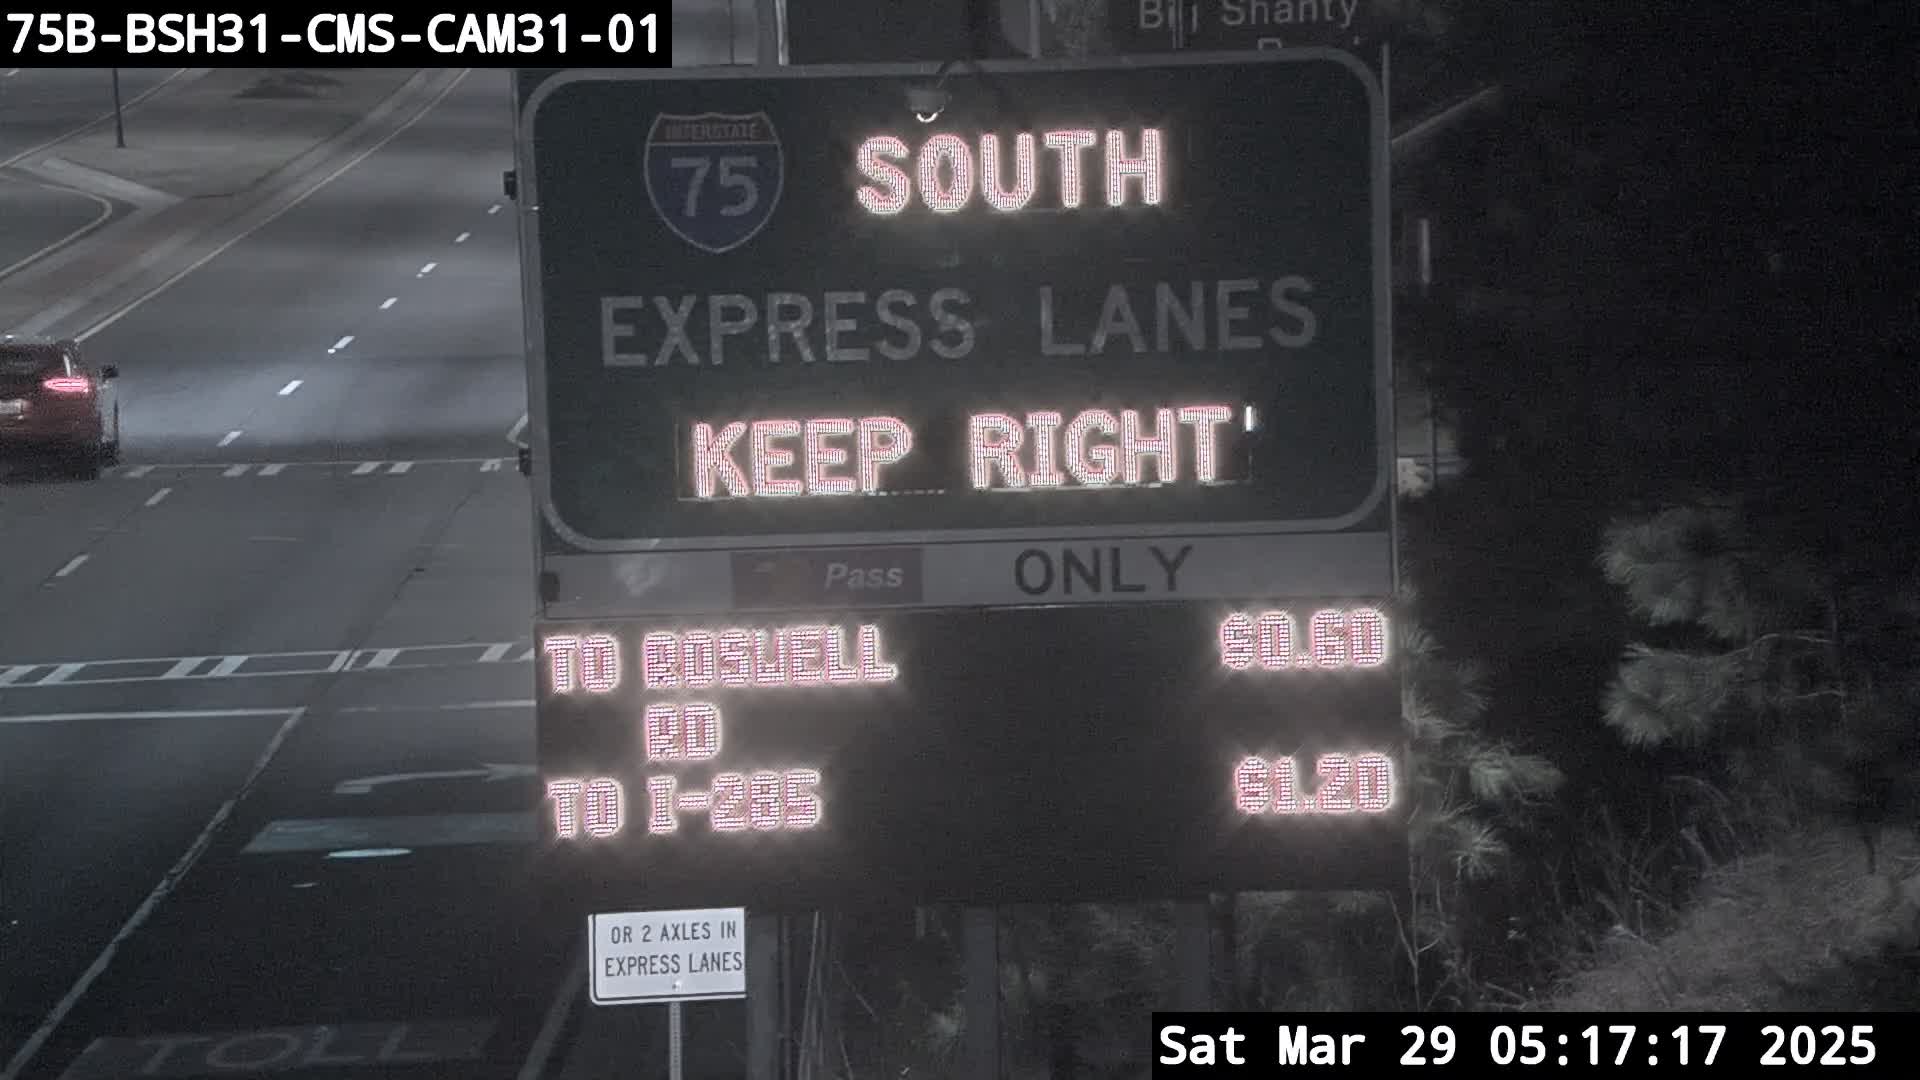 75B-BSH31-CMS-CAM31-01
Shanty
INTERSTATE
75
SOUTH
EXPRESS LANES
KEEP RIGHT
Pass ONLY
TO ROSWELL $0.60
RD
TO I-285 $1.20
OR 2 AXLES IN
EXPRESS LANES
TOLL
Sat Mar 29 05:17:17 2025